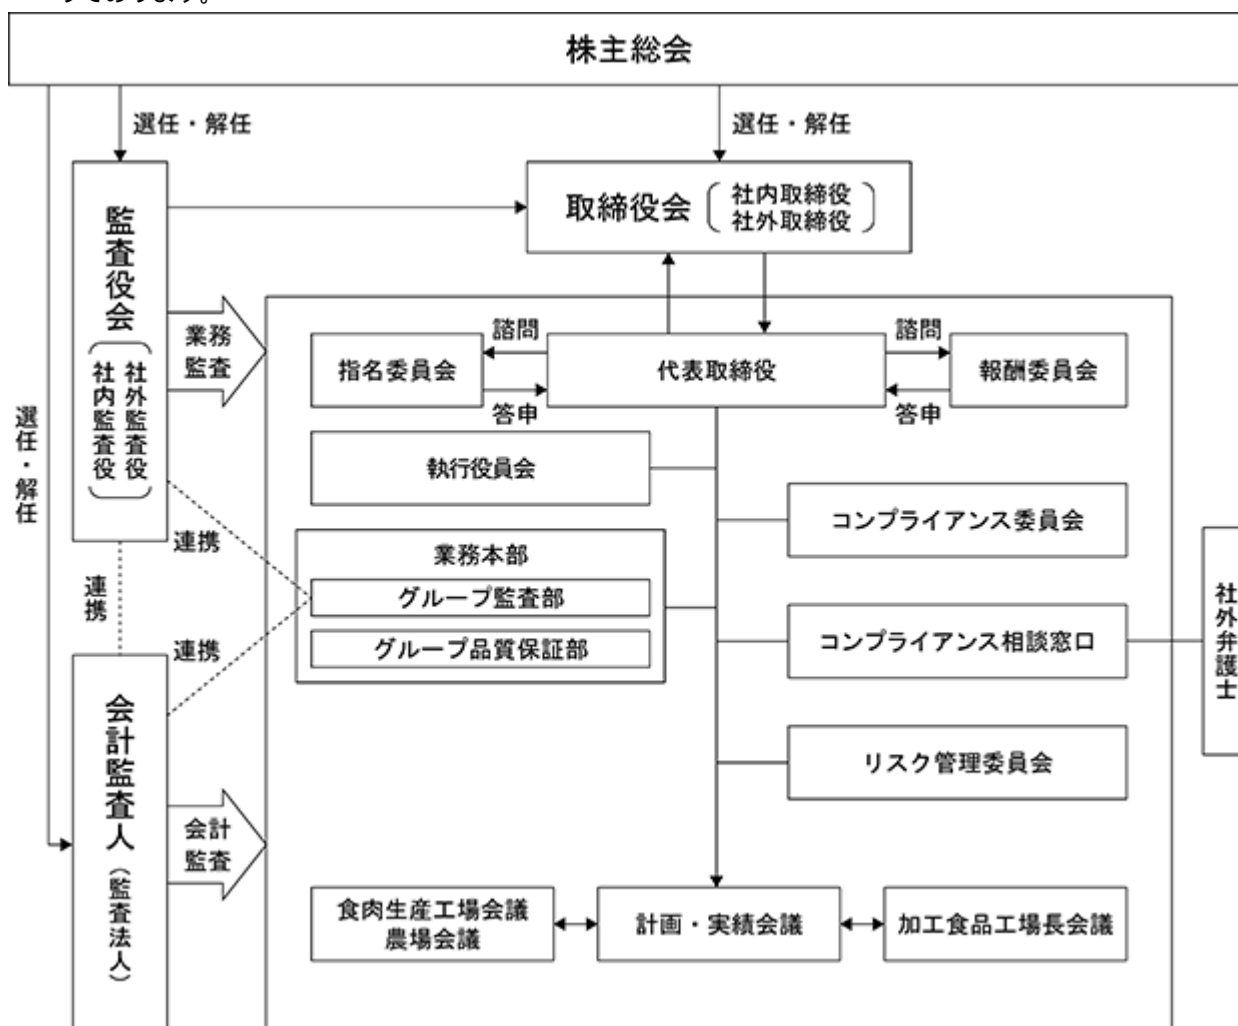 っております。
株主総会
選任・解任
選任・解任
選任・解任
監査役会
社外監査役
社内監査役
取締役会
社内取締役
社外取締役
業務
監査
指名委員会
諮問
答申
代表取締役
諮問
答申
報酬委員会
執行役員会
コンプライアンス委員会
連携
連携
連携
業務本部
グループ監査部
グループ品質保証部
コンプライアンス相談窓口
社外弁護士
リスク管理委員会
会計監査人(監査法人)
会計
監査
食肉生産工場会議
農場会議
計画・実績会議
加工食品工場長会議